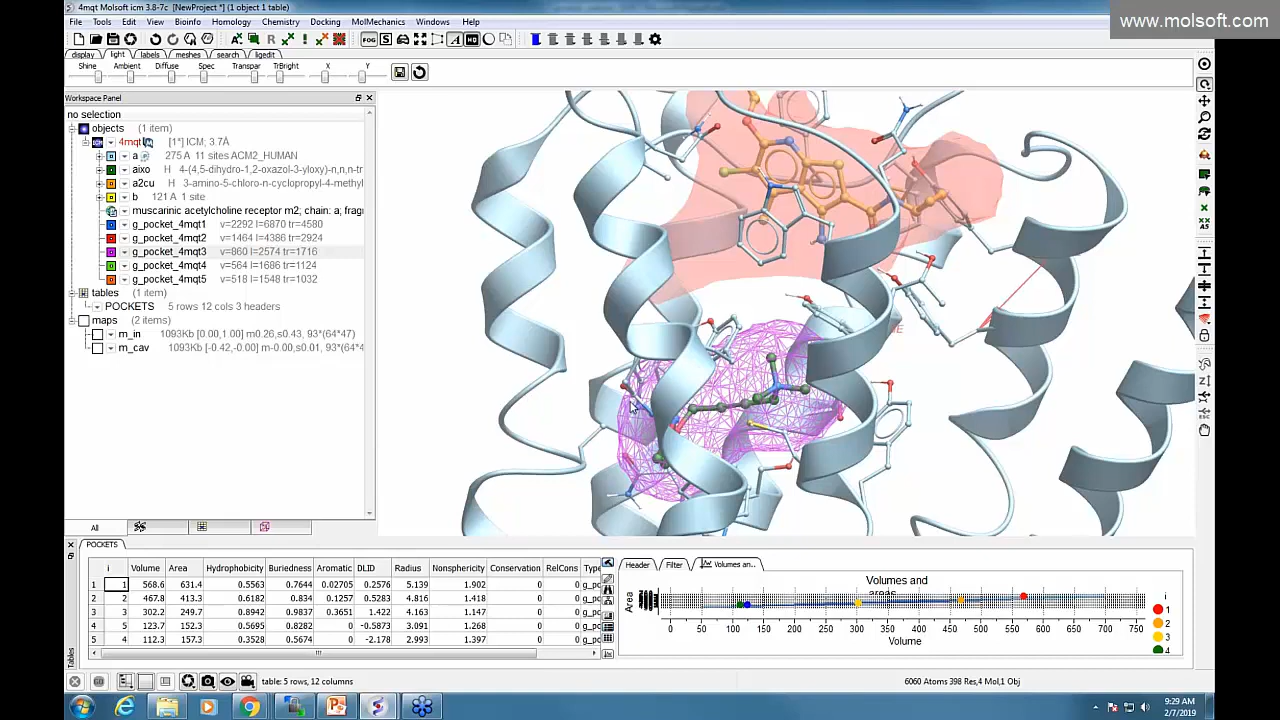 4mqt Molsoft icm 3.8-7c [NewProject *] (1 object 1 table)
www.molsoft.com
File Tools Edit View Bioinfo Homology Chemistry Docking MolMechanics Windows Help
FOG
display light labels meshes search ligedit
Shine Ambient Diffuse Spec Transpar TrBright X Y
Workspace Panel
no selection
objects (1 item)
4mqt [1*] ICM; 3.7Å
a 275 A 11 sites ACM2_HUMAN
aixo H 4-(4,5-dihydro-1,2-oxazol-3-yloxy)-n,n,n-tr
a2cu H 3-amino-5-chloro-n-cyclopropyl-4-methyl
b 121 A 1 site
muscarinic acetylcholine receptor m2; chain: a; frag
g_pocket_4mqt1 v=2292 l=6870 tr=4580
g_pocket_4mqt2 v=1464 l=4386 tr=2924
g_pocket_4mqt3 v=860 l=2574 tr=1716
g_pocket_4mqt4 v=564 l=1686 tr=1124
g_pocket_4mqt5 v=518 l=1548 tr=1032
tables (1 item)
POCKETS 5 rows 12 cols 3 headers
maps (2 items)
m_in 1093Kb [0.00,1.00] m0.26,s0.43, 93*(64*47)
m_cav 1093Kb [-0.42,-0.00] m-0.00,s0.01, 93*(64*4
All
POCKETS
i Volume Area Hydrophobicity Buriedness Aromatic DLID Radius Nonsphericity Conservation RelCons Type
1 1 568.6 631.4 0.5563 0.7644 0.02705 0.2576 5.139 1.902 0 0 g_po
2 2 467.8 413.3 0.6182 0.834 0.1257 0.5283 4.816 1.418 0 0 g_po
3 3 302.2 249.7 0.8942 0.9837 0.3651 1.422 4.163 1.147 0 0 g_po
4 5 123.7 152.3 0.5695 0.8282 0 -0.5873 3.091 1.268 0 0 g_po
5 4 112.3 157.3 0.3528 0.5674 0 -2.178 2.993 1.397 0 0 g_po
Tables
Header Filter Volumes an..
Volumes and
areas
Area
0 50 100 150 200 250 300 350 400 450 500 550 600 650 700 750
Volume
i
1
2
3
4
table: 5 rows, 12 columns
6060 Atoms 398 Res,4 Mol,1 Obj
9:29 AM
2/7/2019